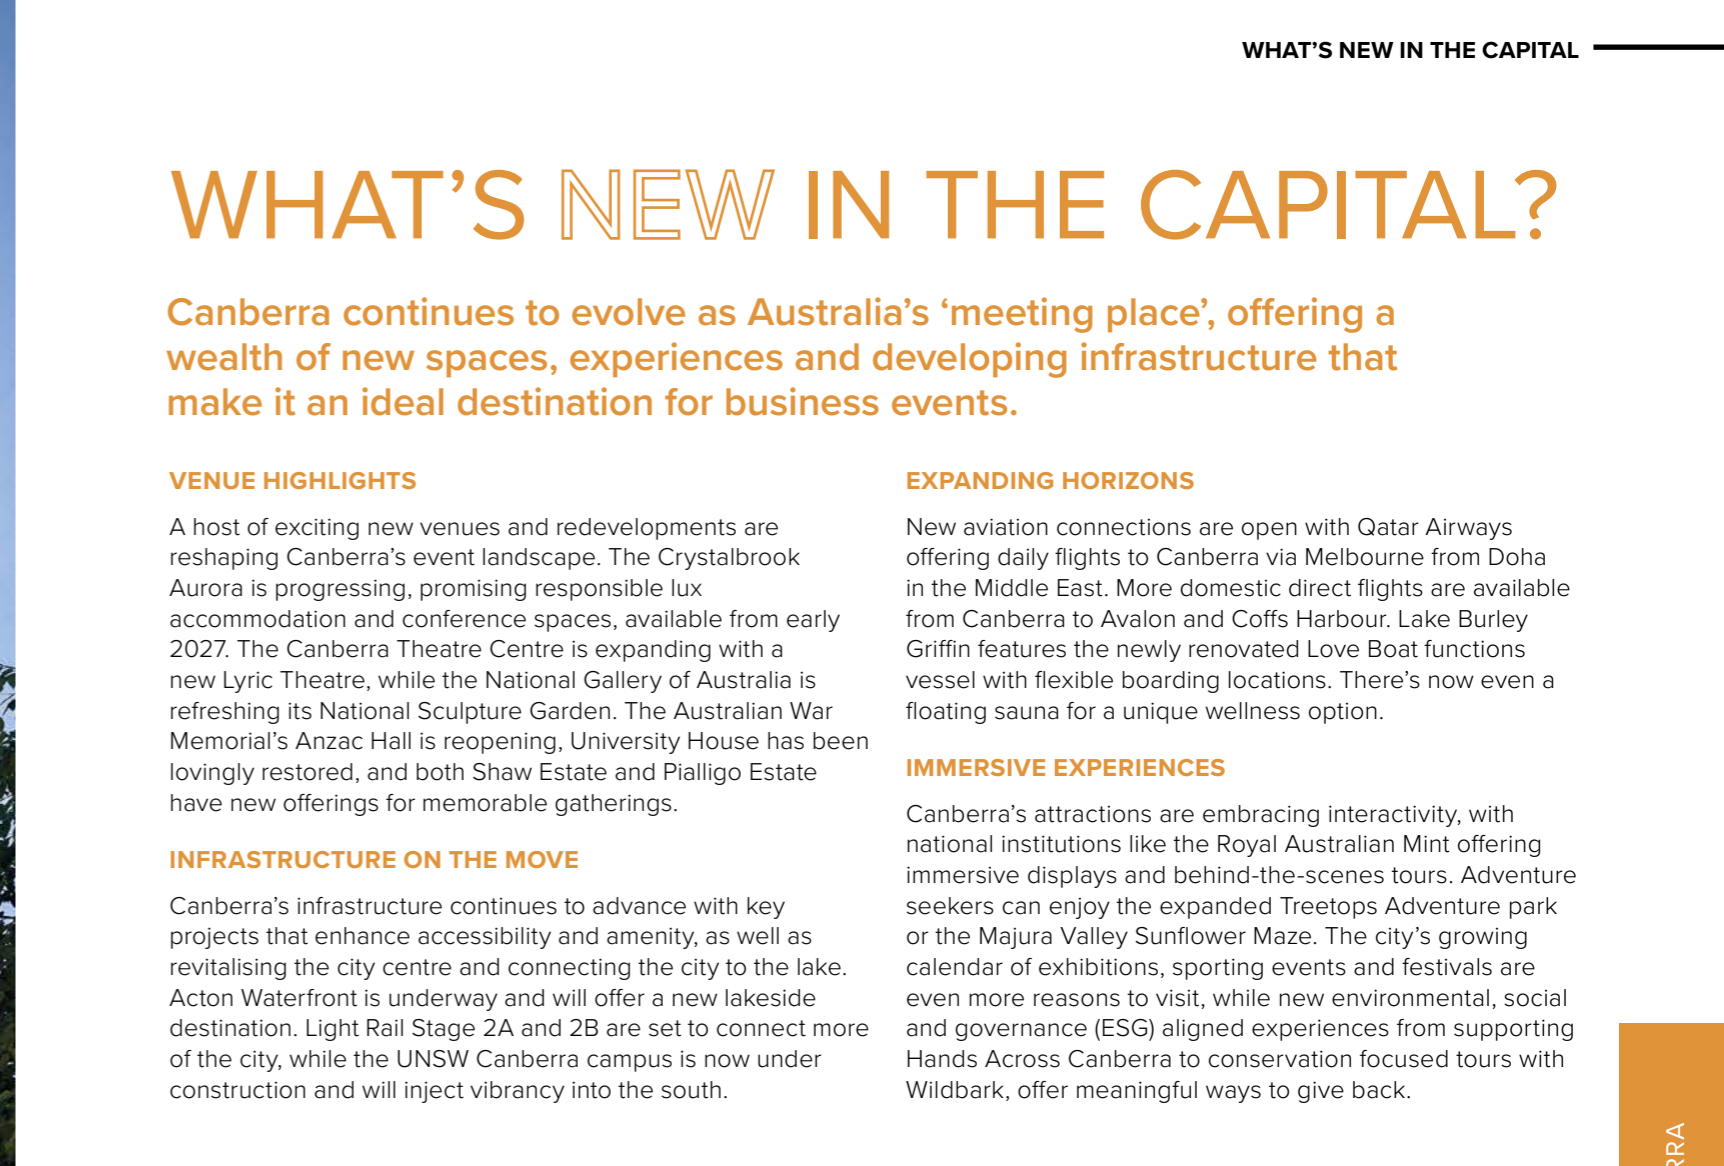 WHAT’S NEW IN THE CAPITAL
WHAT’S NEW IN THE CAPITAL?
Canberra continues to evolve as Australia’s ‘meeting place’, offering a
wealth of new spaces, experiences and developing infrastructure that
make it an ideal destination for business events.
VENUE HIGHLIGHTS
A host of exciting new venues and redevelopments are
reshaping Canberra’s event landscape. The Crystalbrook
Aurora is progressing, promising responsible lux
accommodation and conference spaces, available from early
2027. The Canberra Theatre Centre is expanding with a
new Lyric Theatre, while the National Gallery of Australia is
refreshing its National Sculpture Garden. The Australian War
Memorial’s Anzac Hall is reopening, University House has been
lovingly restored, and both Shaw Estate and Pialligo Estate
have new offerings for memorable gatherings.
INFRASTRUCTURE ON THE MOVE
Canberra’s infrastructure continues to advance with key
projects that enhance accessibility and amenity, as well as
revitalising the city centre and connecting the city to the lake.
Acton Waterfront is underway and will offer a new lakeside
destination. Light Rail Stage 2A and 2B are set to connect more
of the city, while the UNSW Canberra campus is now under
construction and will inject vibrancy into the south.
EXPANDING HORIZONS
New aviation connections are open with Qatar Airways
offering daily flights to Canberra via Melbourne from Doha
in the Middle East. More domestic direct flights are available
from Canberra to Avalon and Coffs Harbour. Lake Burley
Griffin features the newly renovated Love Boat functions
vessel with flexible boarding locations. There’s now even a
floating sauna for a unique wellness option.
IMMERSIVE EXPERIENCES
Canberra’s attractions are embracing interactivity, with
national institutions like the Royal Australian Mint offering
immersive displays and behind-the-scenes tours. Adventure
seekers can enjoy the expanded Treetops Adventure park
or the Majura Valley Sunflower Maze. The city’s growing
calendar of exhibitions, sporting events and festivals are
even more reasons to visit, while new environmental, social
and governance (ESG) aligned experiences from supporting
Hands Across Canberra to conservation focused tours with
Wildbark, offer meaningful ways to give back.